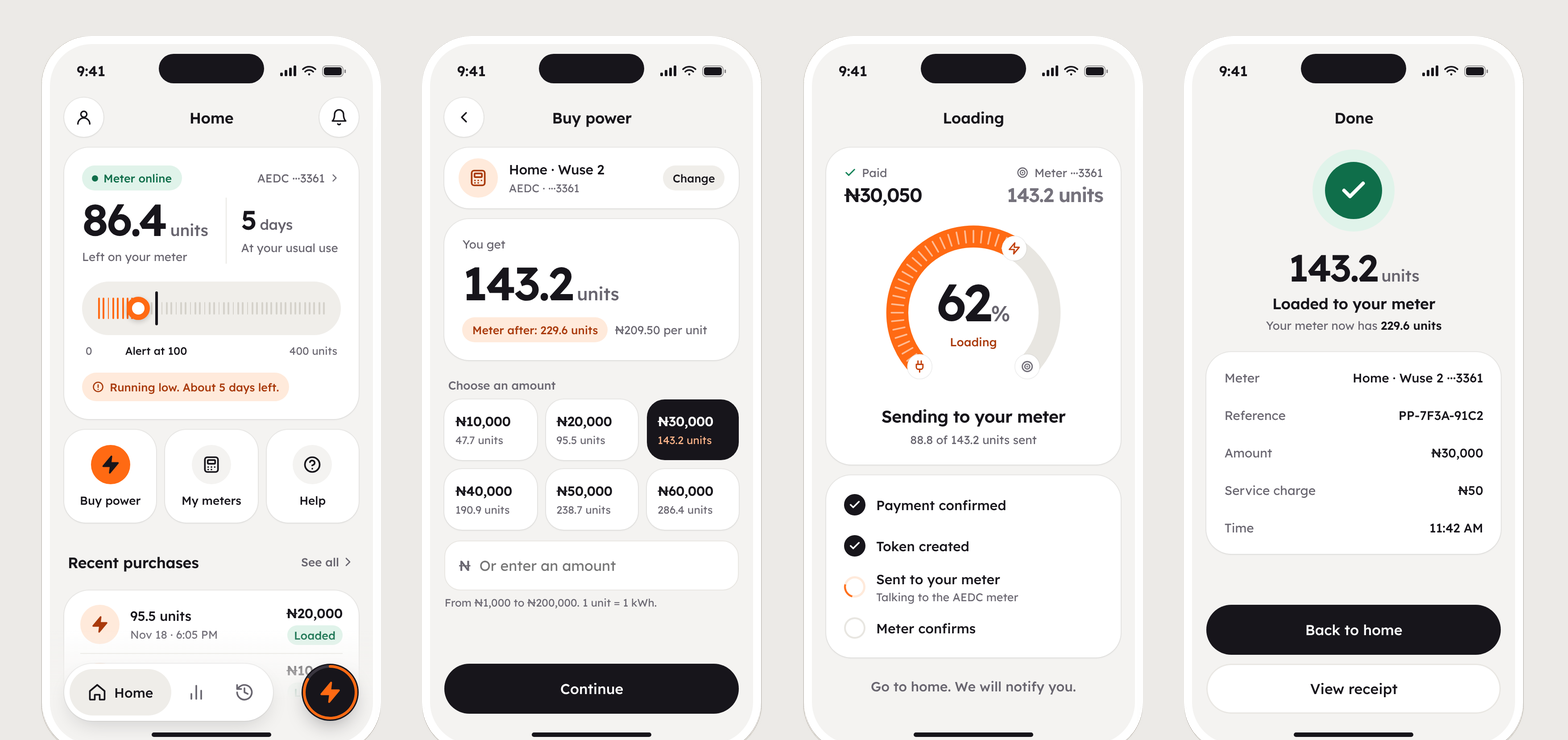 9:41
Home
Meter online
AEDC ···3361
86.4 units
5 days
Left on your meter
At your usual use
0
Alert at 100
400 units
Running low. About 5 days left.
Buy power
My meters
Help
Recent purchases
See all
95.5 units
₦20,000
Nov 18 · 6:05 PM
Loaded
₦10
Home
9:41
Buy power
Home · Wuse 2
AEDC · ···3361
Change
You get
143.2 units
Meter after: 229.6 units
₦209.50 per unit
Choose an amount
₦10,000
47.7 units
₦20,000
95.5 units
₦30,000
143.2 units
₦40,000
190.9 units
₦50,000
238.7 units
₦60,000
286.4 units
₦ Or enter an amount
From ₦1,000 to ₦200,000. 1 unit = 1 kWh.
Continue
9:41
Loading
Paid
Meter ···3361
₦30,050
143.2 units
62%
Loading
Sending to your meter
88.8 of 143.2 units sent
Payment confirmed
Token created
Sent to your meter
Talking to the AEDC meter
Meter confirms
Go to home. We will notify you.
9:41
Done
143.2 units
Loaded to your meter
Your meter now has 229.6 units
Meter
Home · Wuse 2 ···3361
Reference
PP-7F3A-91C2
Amount
₦30,000
Service charge
₦50
Time
11:42 AM
Back to home
View receipt